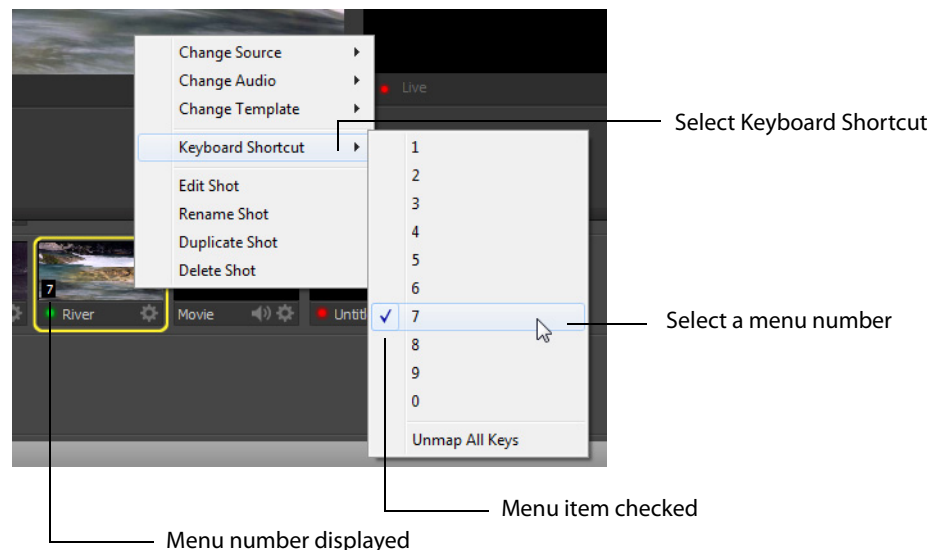 Change Source
Change Audio
Change Template
Keyboard Shortcut
Edit Shot
Rename Shot
Duplicate Shot
Delete Shot
Live
1
2
3
4
5
6
7
8
9
0
Unmap All Keys
7
River
Movie
Untitl
Select Keyboard Shortcut
Select a menu number
Menu item checked
Menu number displayed